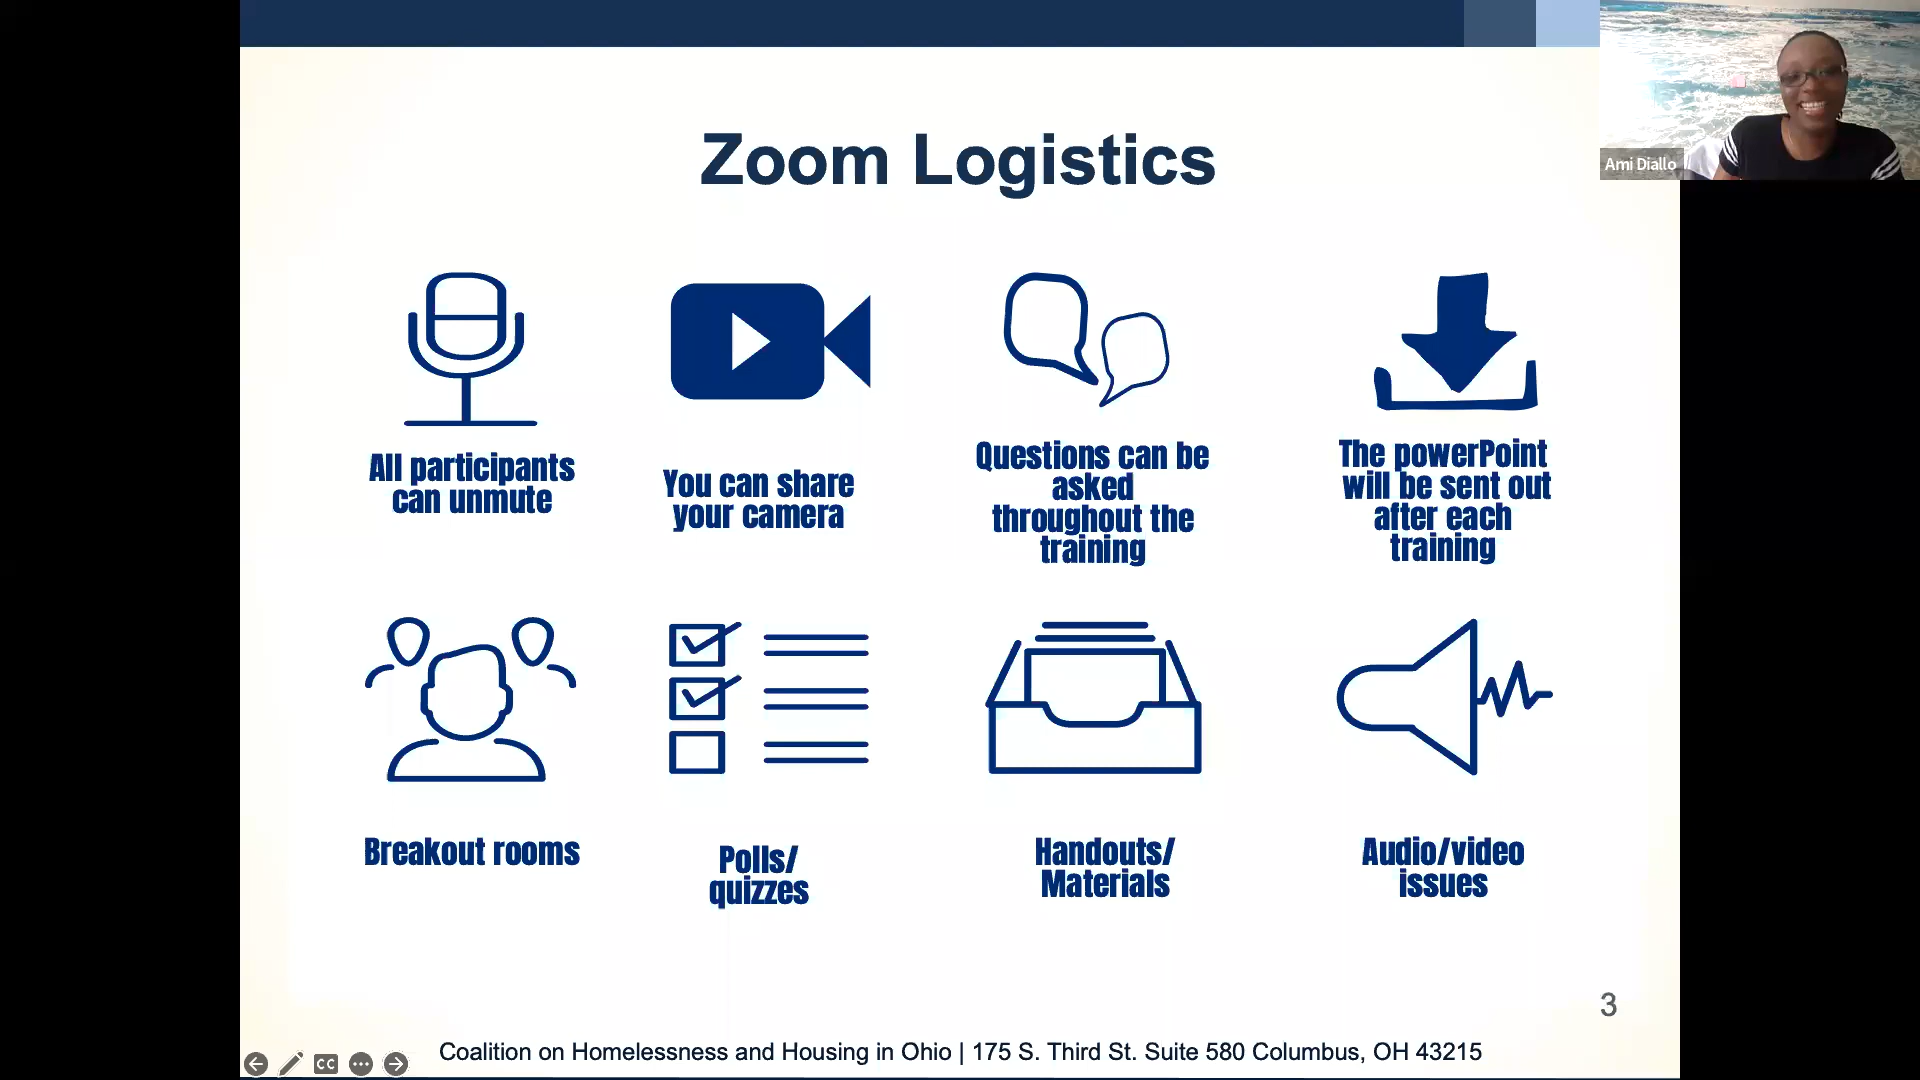 Zoom Logistics
Ami Diallo
All participants
can unmute
You can share
your camera
Questions can be
asked
throughout the
training
The powerPoint
will be sent out
after each
training
Breakout rooms
Polls/
quizzes
Handouts/
Materials
Audio/video
issues
3
CC
Coalition on Homelessness and Housing in Ohio | 175 S. Third St. Suite 580 Columbus, OH 43215